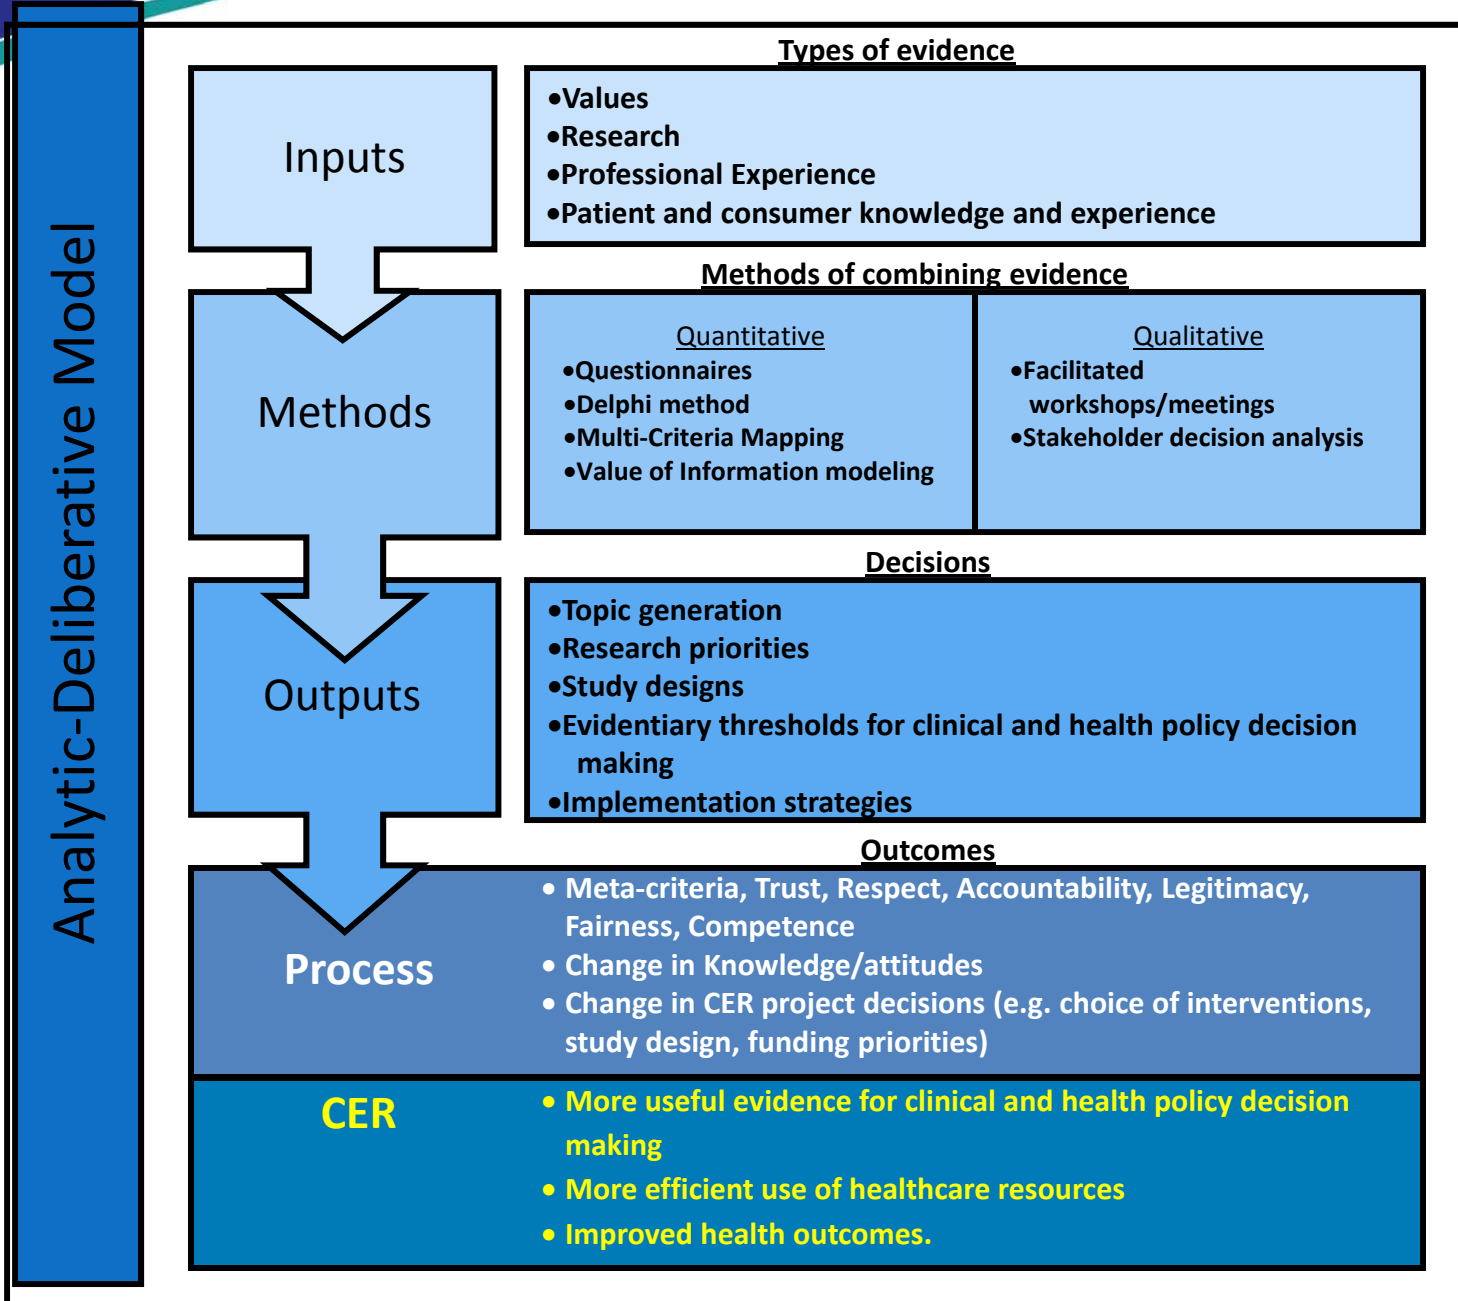 Analytic-Deliberative Model
Types of evidence
Inputs
•Values
•Research
•Professional Experience
•Patient and consumer knowledge and experience
Methods of combining evidence
Methods
Quantitative
•Questionnaires
•Delphi method
•Multi-Criteria Mapping
•Value of Information modeling
Qualitative
•Facilitated
workshops/meetings
•Stakeholder decision analysis
Decisions
Outputs
•Topic generation
•Research priorities
•Study designs
•Evidentiary thresholds for clinical and health policy decision
making
•Implementation strategies
Outcomes
Process
• Meta-criteria, Trust, Respect, Accountability, Legitimacy,
Fairness, Competence
• Change in Knowledge/attitudes
• Change in CER project decisions (e.g. choice of interventions,
study design, funding priorities)
CER
• More useful evidence for clinical and health policy decision
making
• More efficient use of healthcare resources
• Improved health outcomes.